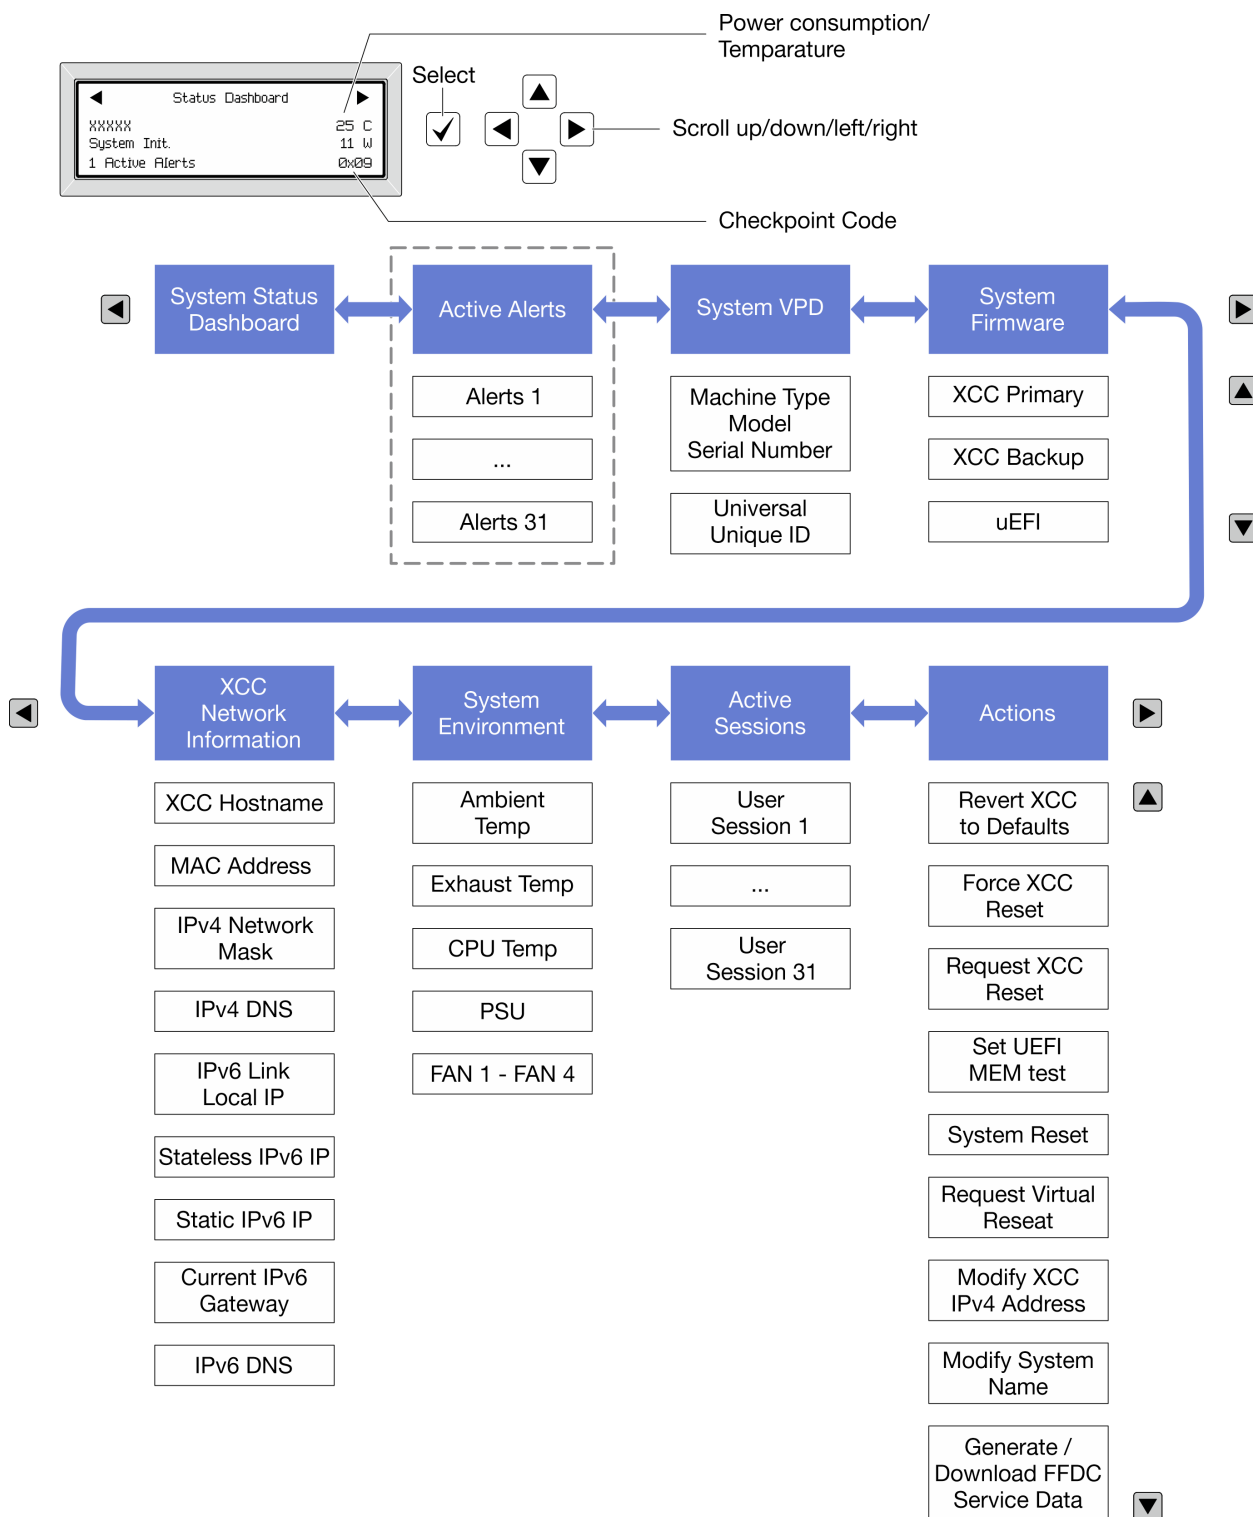 Power consumption/
Temparature
Select
Status Dashboard
XXXXX 25 C
System Init. 11 W
1 Active Alerts 0x09
Scroll up/down/left/right
Checkpoint Code
System Status
Dashboard
Active Alerts
System VPD
System
Firmware
Alerts 1
...
Alerts 31
Machine Type
Model
Serial Number
Universal
Unique ID
XCC Primary
XCC Backup
uEFI
XCC
Network
Information
System
Environment
Active
Sessions
Actions
XCC Hostname
MAC Address
IPv4 Network
Mask
IPv4 DNS
IPv6 Link
Local IP
Stateless IPv6 IP
Static IPv6 IP
Current IPv6
Gateway
IPv6 DNS
Ambient
Temp
Exhaust Temp
CPU Temp
PSU
FAN 1 - FAN 4
User
Session 1
...
User
Session 31
Revert XCC
to Defaults
Force XCC
Reset
Request XCC
Reset
Set UEFI
MEM test
System Reset
Request Virtual
Reseat
Modify XCC
IPv4 Address
Modify System
Name
Generate /
Download FFDC
Service Data